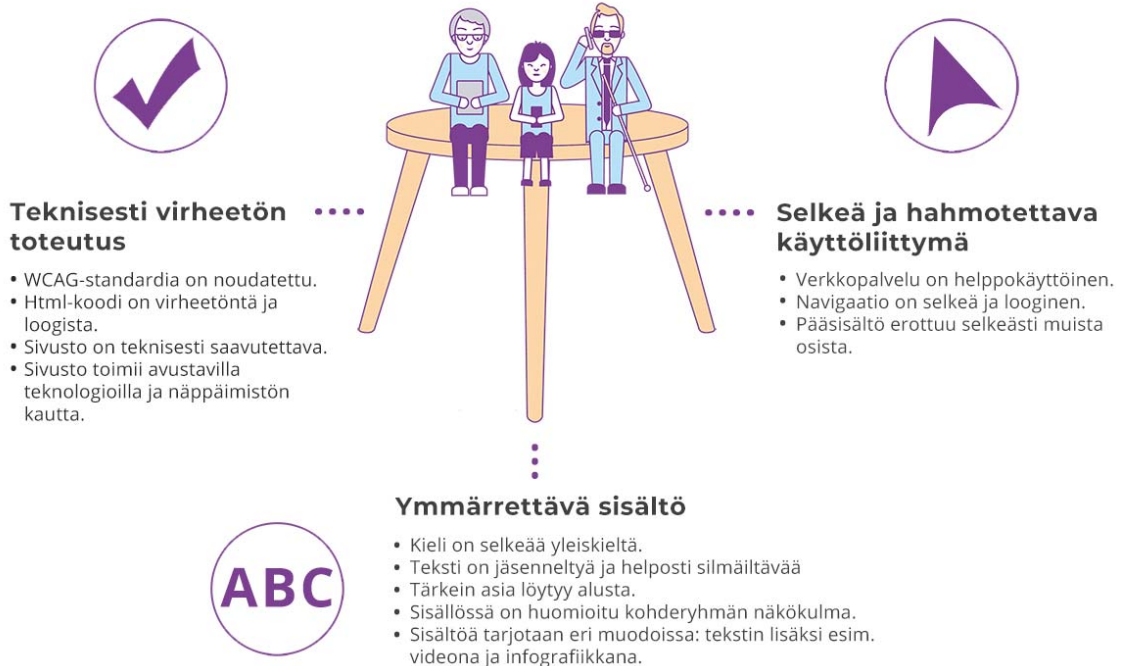 Teknisesti virheetön
toteutus
• WCAG-standardia on noudatettu.
• Html-koodi on virheetöntä ja
loogista.
• Sivusto on teknisesti saavutettava.
• Sivusto toimii avustavilla
teknologioilla ja näppäimistön
kautta.
Selkeä ja hahmotettava
käyttöliittymä
• Verkkopalvelu on helppokäyttöinen.
• Navigaatio on selkeä ja looginen.
• Pääsisältö erottuu selkeästi muista
osista.
ABC
Ymmärrettävä sisältö
• Kieli on selkeää yleiskieltä.
• Teksti on jäsenneltyä ja helposti silmäiltävää
• Tärkein asia löytyy alusta.
• Sisällössä on huomioitu kohderyhmän näkökulma.
• Sisältöä tarjotaan eri muodoissa: tekstin lisäksi esim.
videona ja infografiikkana.